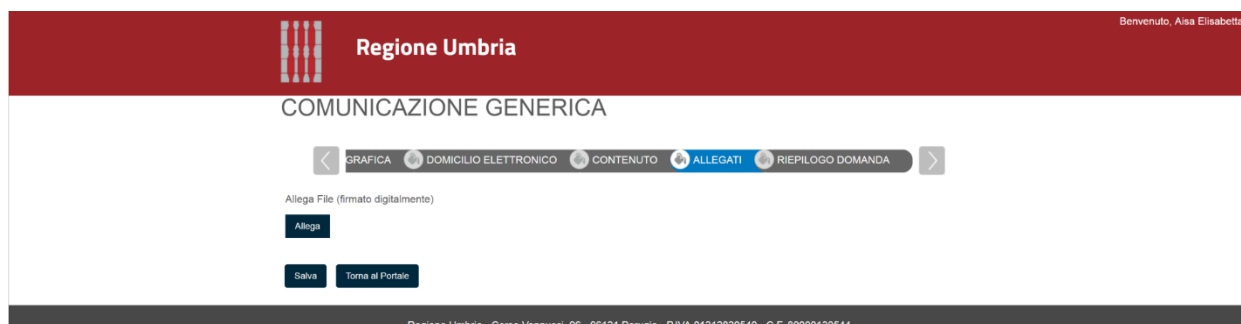 Benvenuto, Aisa Elisabetta
Regione Umbria
COMUNICAZIONE GENERICA
GRAFICA DOMICILIO ELETTRONICO CONTENUTO ALLEGATI RIEPILOGO DOMANDA
Allega File (firmato digitalmente)
Allega
Salva Torna al Portale